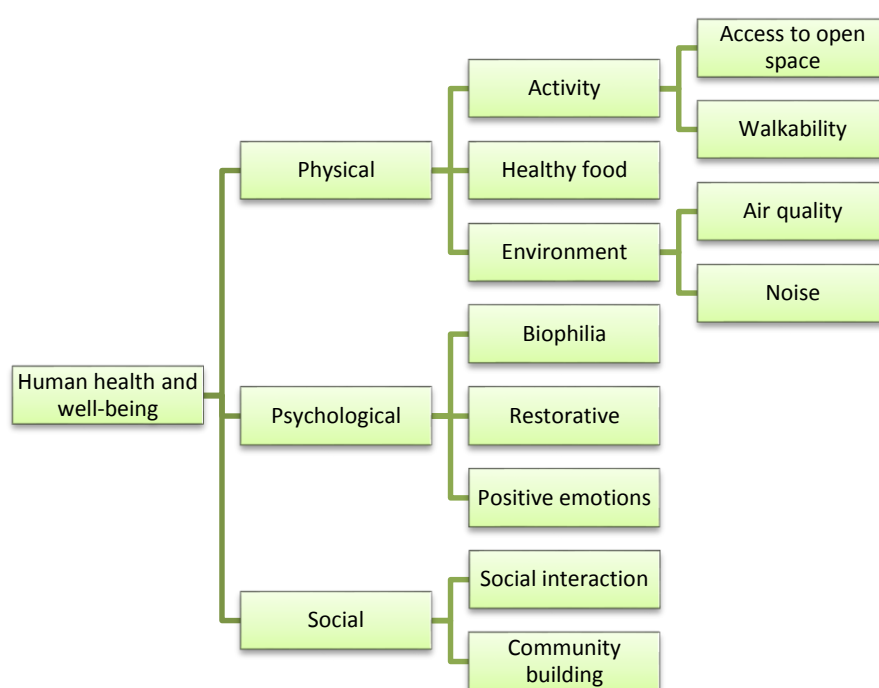 Human health and
well-being
Physical
Activity
Access to open
space
Walkability
Healthy food
Environment
Air quality
Noise
Psychological
Biophilia
Restorative
Positive emotions
Social
Social interaction
Community
building